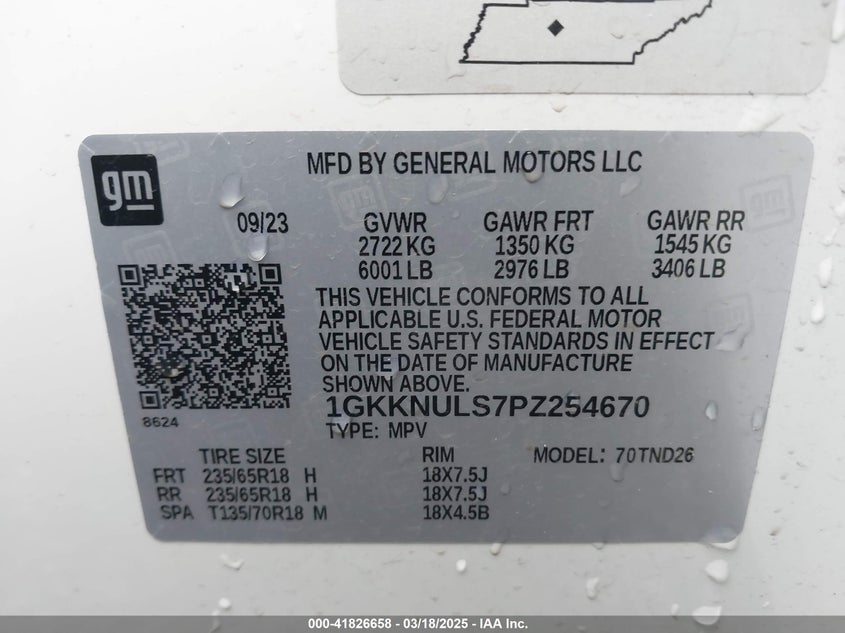 gm
MFD BY GENERAL MOTORS LLC
09/23 GVWR GAWR FRT GAWR RR
2722 KG 1350 KG 1545 KG
6001 LB 2976 LB 3406 LB
THIS VEHICLE CONFORMS TO ALL
APPLICABLE U.S. FEDERAL MOTOR
VEHICLE SAFETY STANDARDS IN EFFECT
ON THE DATE OF MANUFACTURE
SHOWN ABOVE.
1GKKNULS7PZ254670
8624
TYPE: MPV
TIRE SIZE RIM MODEL: 70TND26
FRT 235/65R18 H 18X7.5J
RR 235/65R18 H 18X7.5J
SPA T135/70R18 M 18X4.5B
000-41826658 - 03/18/2025 - IAA Inc.